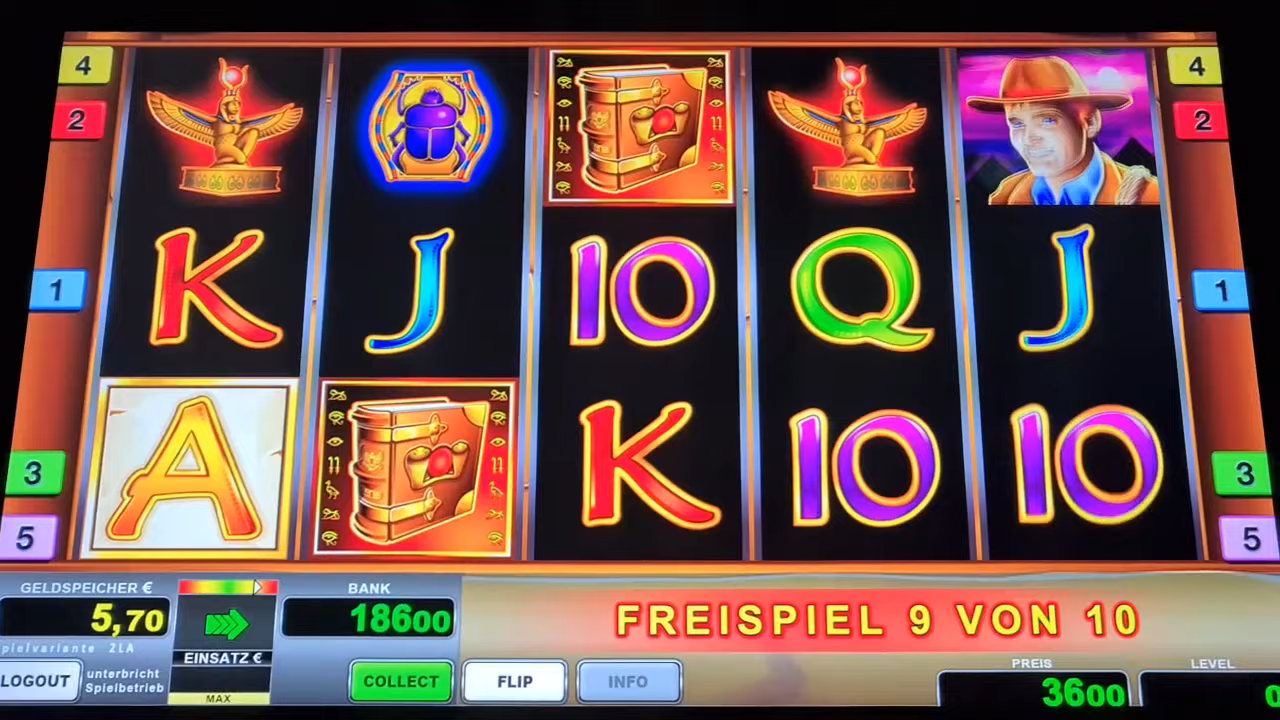 4
4
2
2
K
J
10
Q
J
1
1
A
K
10
10
3
3
5
5
GELDSPEICHER €
BANK
5,70
18600
FREISPIEL 9 VON 10
pielvariante 2LA
EINSATZ €
LOGOUT
unterbricht
Spielbetrieb
COLLECT
FLIP
INFO
PREIS
LEVEL
MAX
3600
0